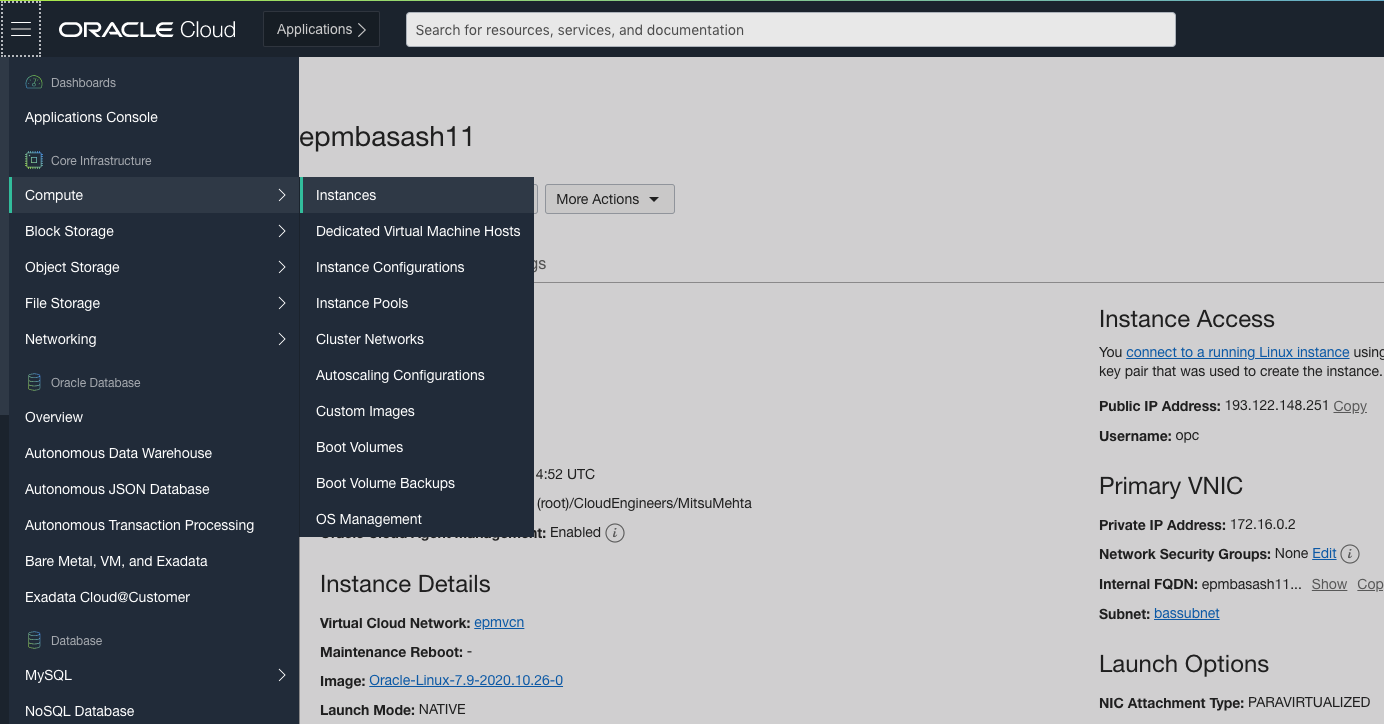 ORACLE Cloud
Applications
Search for resources, services, and documentation
Dashboards
Applications Console
Core Infrastructure
Compute
Block Storage
Object Storage
File Storage
Networking
Oracle Database
Overview
Autonomous Data Warehouse
Autonomous JSON Database
Autonomous Transaction Processing
Bare Metal, VM, and Exadata
Exadata Cloud@Customer
Database
MySQL
NoSQL Database
Instances
Dedicated Virtual Machine Hosts
Instance Configurations
Instance Pools
Cluster Networks
Autoscaling Configurations
Custom Images
Boot Volumes
Boot Volume Backups
OS Management
epmbasash11
More Actions
gs
4:52 UTC
(root)/CloudEngineers/MitsuMehta
Oracle Cloud Agent Management: Enabled
Instance Details
Virtual Cloud Network: epmvcn
Maintenance Reboot: -
Image: Oracle-Linux-7.9-2020.10.26-0
Launch Mode: NATIVE
Instance Access
You connect to a running Linux instance using
key pair that was used to create the instance.
Public IP Address: 193.122.148.251 Copy
Username: opc
Primary VNIC
Private IP Address: 172.16.0.2
Network Security Groups: None Edit
Internal FQDN: epmbasash11... Show Cop
Subnet: bassubnet
Launch Options
NIC Attachment Type: PARAVIRTUALIZED